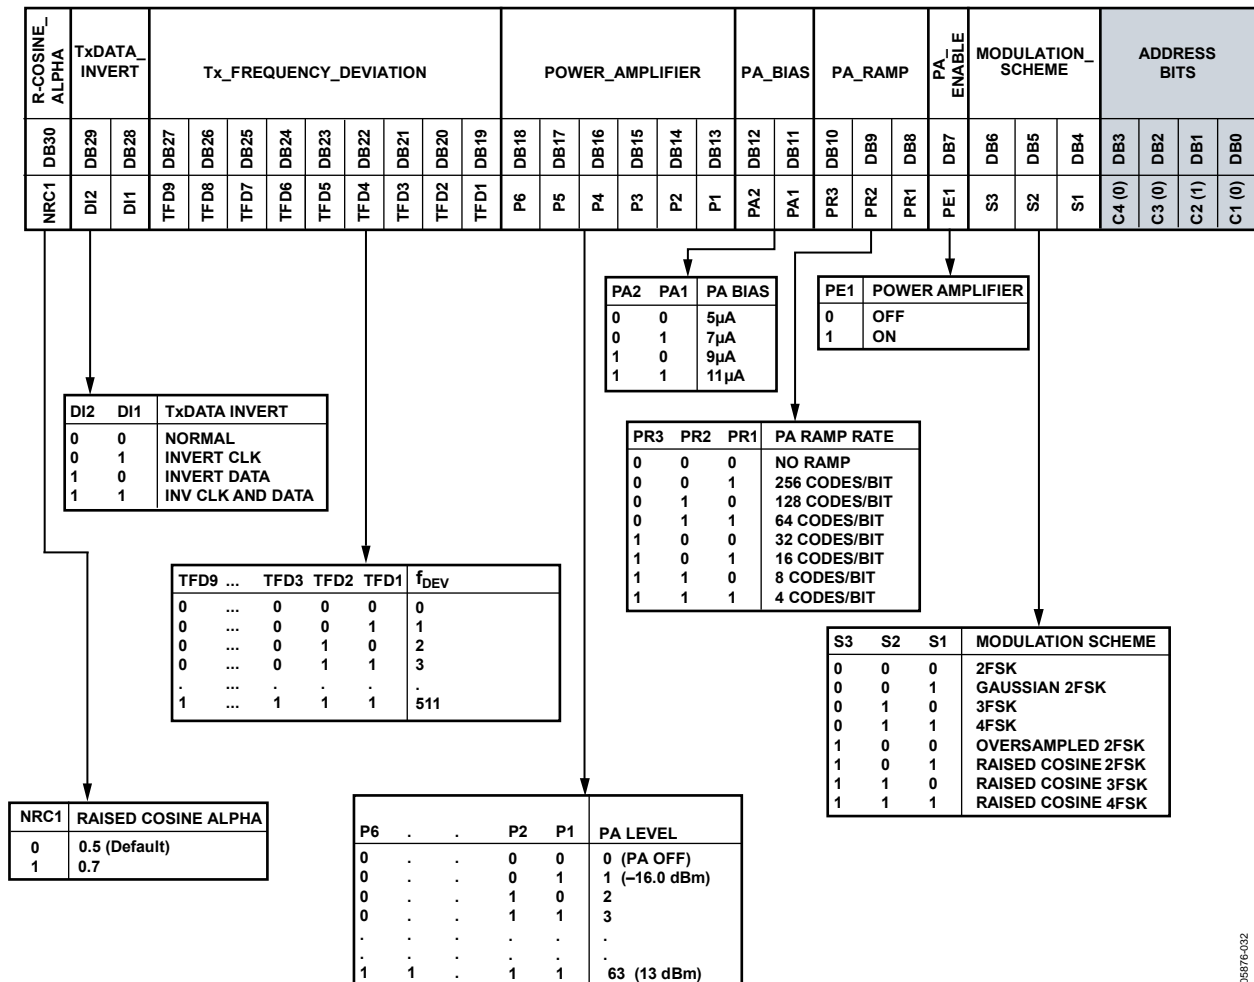 R-COSINE_
ALPHA
TxDATA_
INVERT
Tx_FREQUENCY_DEVIATION
POWER_AMPLIFIER
PA_BIAS
PA_RAMP
PA_
ENABLE
MODULATION_
SCHEME
ADDRESS
BITS
DB30 DB29 DB28 DB27 DB26 DB25 DB24 DB23 DB22 DB21 DB20 DB19 DB18 DB17 DB16 DB15 DB14 DB13 DB12 DB11 DB10 DB9 DB8 DB7 DB6 DB5 DB4 DB3 DB2 DB1 DB0
NRC1 DI2 DI1 TFD9 TFD8 TFD7 TFD6 TFD5 TFD4 TFD3 TFD2 TFD1 P6 P5 P4 P3 P2 P1 PA2 PA1 PR3 PR2 PR1 PE1 S3 S2 S1 C4 (0) C3 (0) C2 (1) C1 (0)
PA2 PA1 PA BIAS
0 0 5µA
0 1 7µA
1 0 9µA
1 1 11µA
PE1 POWER AMPLIFIER
0 OFF
1 ON
DI2 DI1 TxDATA INVERT
0 0 NORMAL
0 1 INVERT CLK
1 0 INVERT DATA
1 1 INV CLK AND DATA
PR3 PR2 PR1 PA RAMP RATE
0 0 0 NO RAMP
0 0 1 256 CODES/BIT
0 1 0 128 CODES/BIT
0 1 1 64 CODES/BIT
1 0 0 32 CODES/BIT
1 0 1 16 CODES/BIT
1 1 0 8 CODES/BIT
1 1 1 4 CODES/BIT
TFD9 ... TFD3 TFD2 TFD1 fDEV
0 ... 0 0 0 0
0 ... 0 0 1 1
0 ... 0 1 0 2
0 ... 0 1 1 3
. ... . . . .
1 ... 1 1 1 511
S3 S2 S1 MODULATION SCHEME
0 0 0 2FSK
0 0 1 GAUSSIAN 2FSK
0 1 0 3FSK
0 1 1 4FSK
1 0 0 OVERSAMPLED 2FSK
1 0 1 RAISED COSINE 2FSK
1 1 0 RAISED COSINE 3FSK
1 1 1 RAISED COSINE 4FSK
NRC1 RAISED COSINE ALPHA
0 0.5 (Default)
1 0.7
P6 . . P2 P1 PA LEVEL
0 . . 0 0 0 (PA OFF)
0 . . 0 1 1 (–16.0 dBm)
0 . . 1 0 2
0 . . 1 1 3
. . . . . .
. . . . . .
1 1 . 1 1 63 (13 dBm)
05876-032